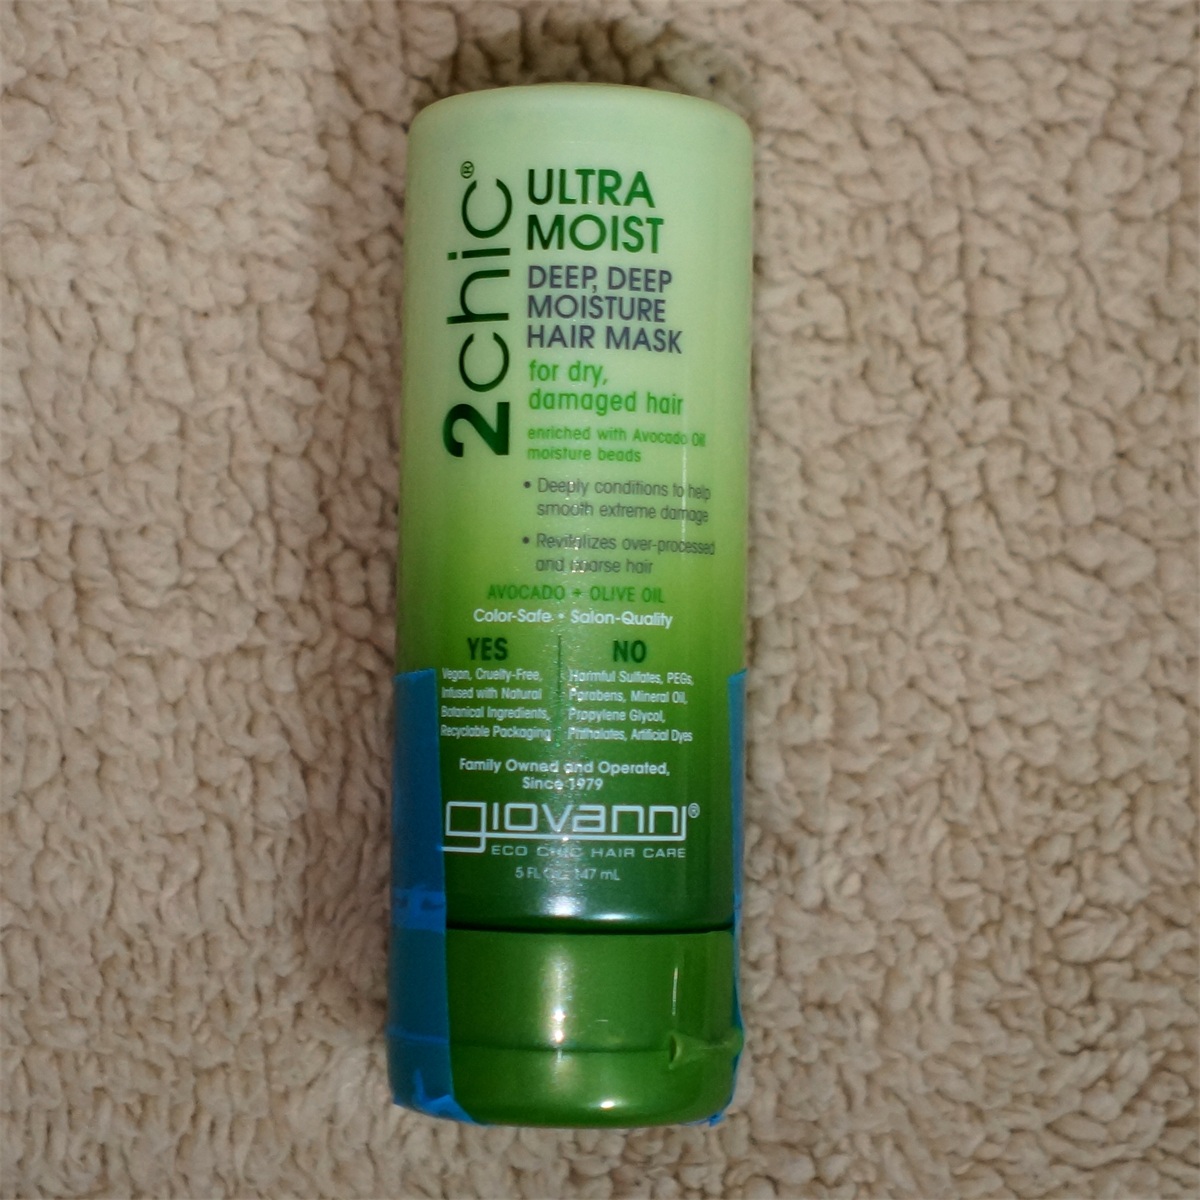 2chic®
ULTRA
MOIST
DEEP, DEEP
MOISTURE
HAIR MASK
for dry,
damaged hair
enriched with Avocado Oil
moisture beads
• Deeply conditions to help
smooth extreme damage
• Revitalizes over-processed
and coarse hair
AVOCADO + OLIVE OIL
Color-Safe • Salon-Quality
YES
Vegan, Cruelty-Free,
Infused with Natural
Botanical Ingredients,
Recyclable Packaging
NO
Harmful Sulfates, PEGs,
Parabens, Mineral Oil,
Propylene Glycol,
Phthalates, Artificial Dyes
Family Owned and Operated,
Since 1979
giovanni®
ECO CHIC HAIR CARE
5 FL mL